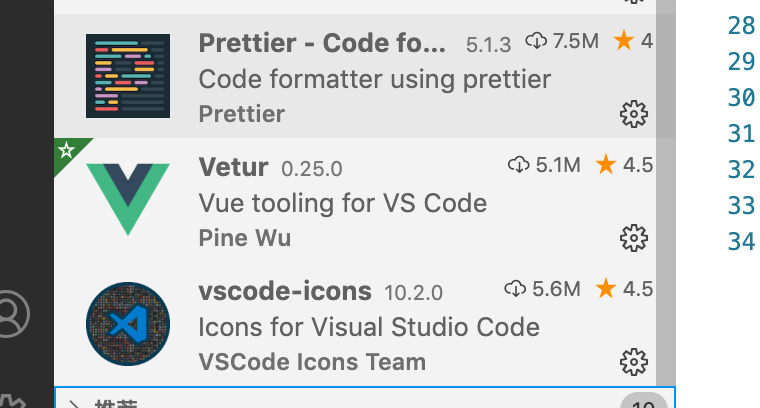 Prettier - Code fo... 5.1.3 7.5M 4
Code formatter using prettier
Prettier
Vetur 0.25.0 5.1M 4.5
Vue tooling for VS Code
Pine Wu
vscode-icons 10.2.0 5.6M 4.5
Icons for Visual Studio Code
VSCode Icons Team
推荐
28
29
30
31
32
33
34